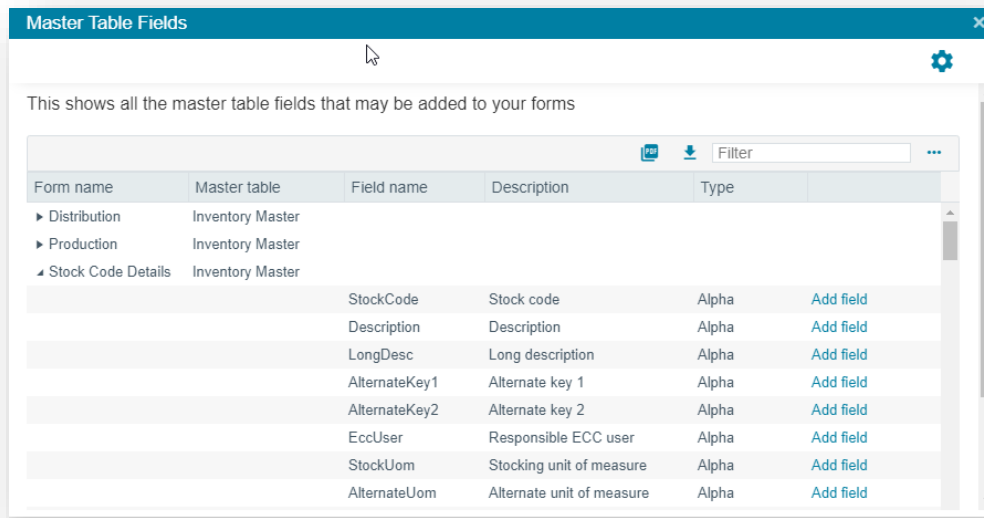 Master Table Fields
This shows all the master table fields that may be added to your forms
PDF Filter
Form name Master table Field name Description Type
Distribution Inventory Master
Production Inventory Master
Stock Code Details Inventory Master
StockCode Stock code Alpha Add field
Description Description Alpha Add field
LongDesc Long description Alpha Add field
AlternateKey1 Alternate key 1 Alpha Add field
AlternateKey2 Alternate key 2 Alpha Add field
EccUser Responsible ECC user Alpha Add field
StockUom Stocking unit of measure Alpha Add field
AlternateUom Alternate unit of measure Alpha Add field